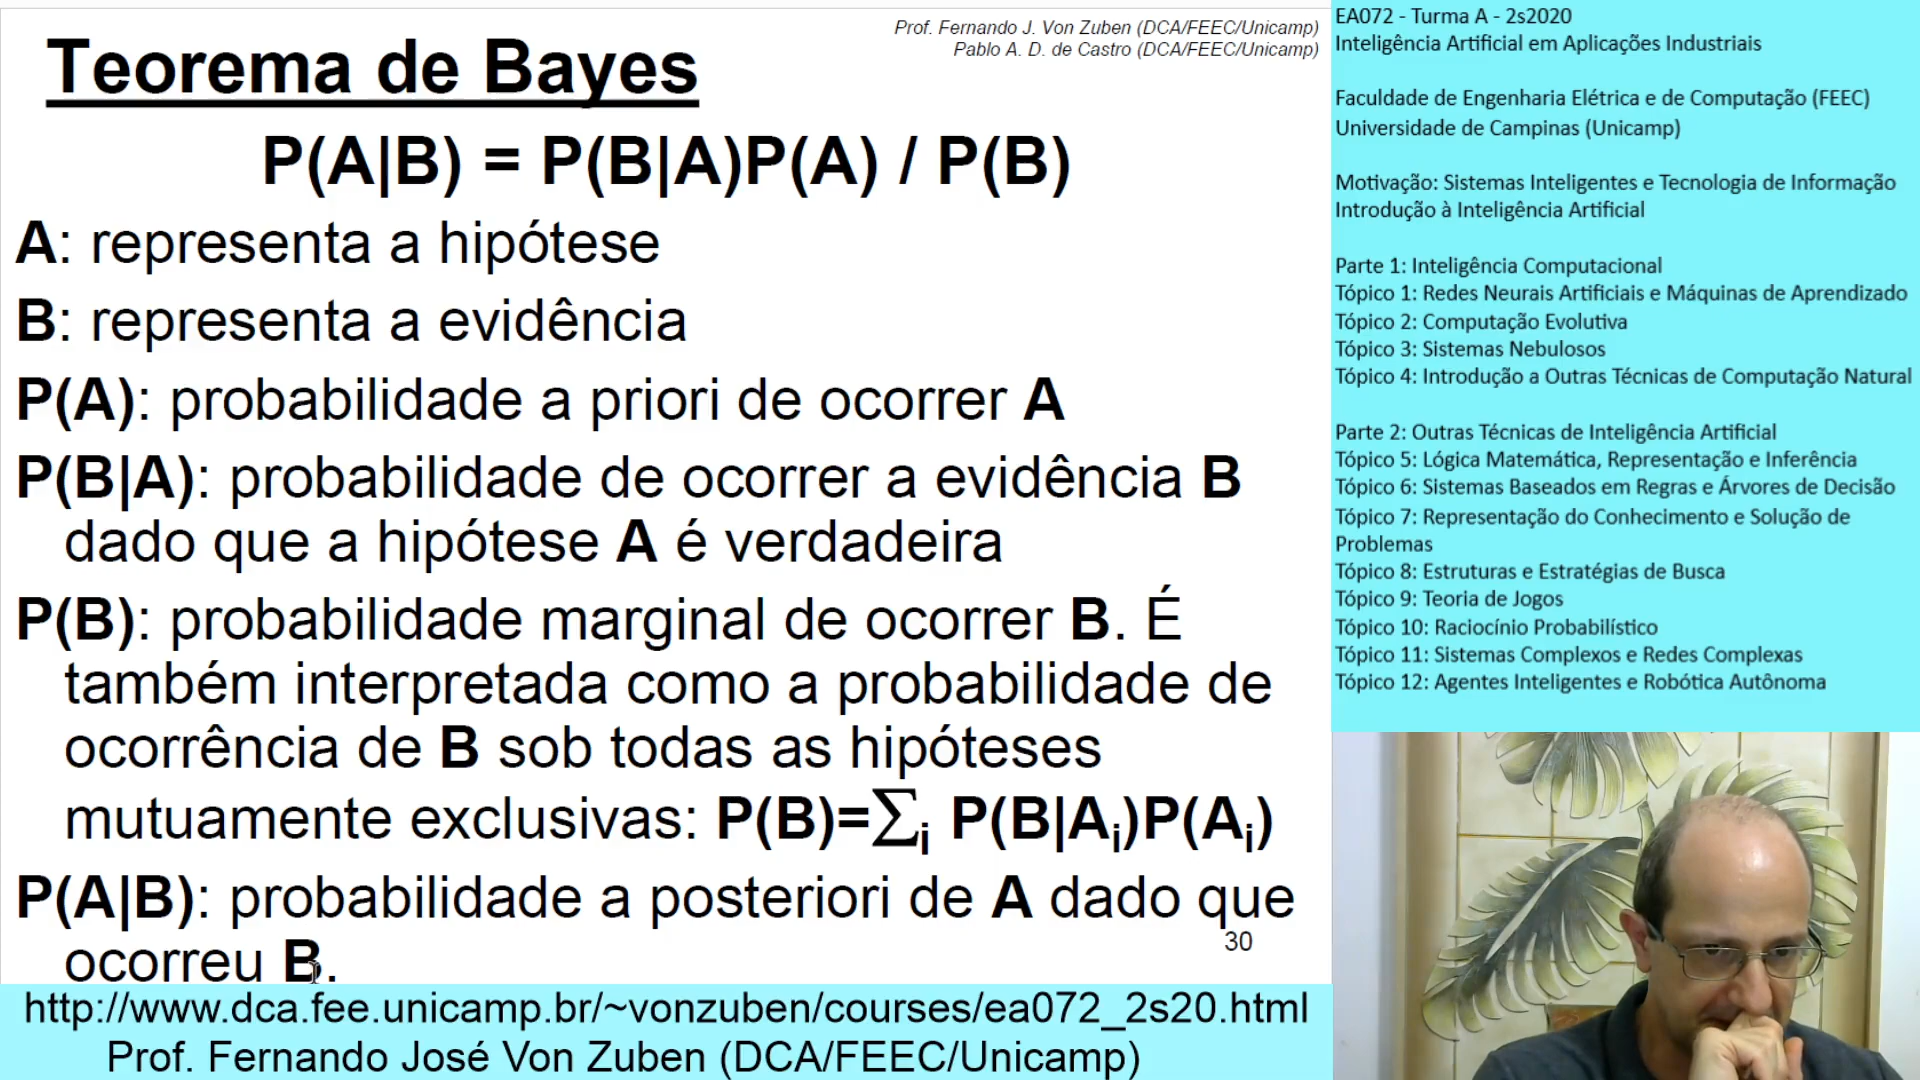 Prof. Fernando J. Von Zuben (DCA/FEEC/Unicamp)
Pablo A. D. de Castro (DCA/FEEC/Unicamp)
Teorema de Bayes
P(A|B) = P(B|A)P(A) / P(B)
A: representa a hipótese
B: representa a evidência
P(A): probabilidade a priori de ocorrer A
P(B|A): probabilidade de ocorrer a evidência B
dado que a hipótese A é verdadeira
P(B): probabilidade marginal de ocorrer B. É
também interpretada como a probabilidade de
ocorrência de B sob todas as hipóteses
mutuamente exclusivas: P(B)=∑i P(B|Ai)P(Ai)
P(A|B): probabilidade a posteriori de A dado que
ocorreu B.
30
http://www.dca.fee.unicamp.br/~vonzuben/courses/ea072_2s20.html
Prof. Fernando José Von Zuben (DCA/FEEC/Unicamp)
EA072 - Turma A - 2s2020
Inteligência Artificial em Aplicações Industriais
Faculdade de Engenharia Elétrica e de Computação (FEEC)
Universidade de Campinas (Unicamp)
Motivação: Sistemas Inteligentes e Tecnologia de Informação
Introdução à Inteligência Artificial
Parte 1: Inteligência Computacional
Tópico 1: Redes Neurais Artificiais e Máquinas de Aprendizado
Tópico 2: Computação Evolutiva
Tópico 3: Sistemas Nebulosos
Tópico 4: Introdução a Outras Técnicas de Computação Natural
Parte 2: Outras Técnicas de Inteligência Artificial
Tópico 5: Lógica Matemática, Representação e Inferência
Tópico 6: Sistemas Baseados em Regras e Árvores de Decisão
Tópico 7: Representação do Conhecimento e Solução de
Problemas
Tópico 8: Estruturas e Estratégias de Busca
Tópico 9: Teoria de Jogos
Tópico 10: Raciocínio Probabilístico
Tópico 11: Sistemas Complexos e Redes Complexas
Tópico 12: Agentes Inteligentes e Robótica Autônoma